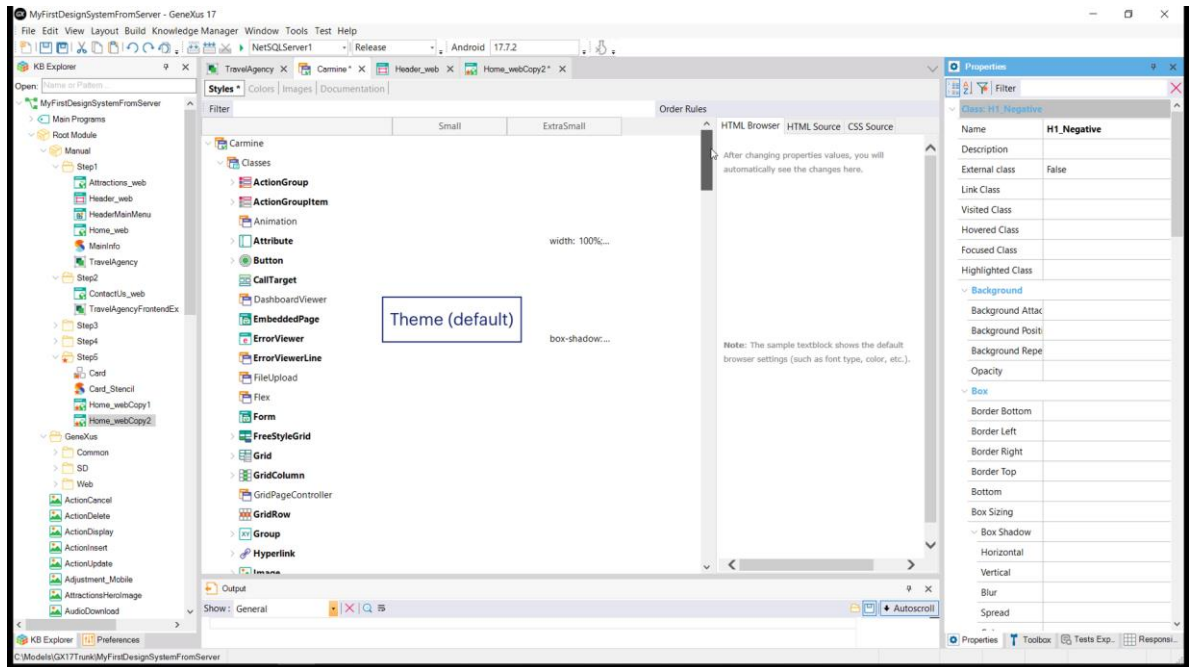 MyFirstDesignSystemFromServer - GeneXus 17
File Edit View Layout Build Knowledge Manager Window Tools Test Help
NetSQLServer1 Release Android 17.7.2
KB Explorer
Open: Name or Pattern...
MyFirstDesignSystemFromServer
Main Programs
Root Module
Manual
Step1
Attractions_web
Header_web
HeaderMainMenu
Home_web
MainInfo
TravelAgency
Step2
ContactUs_web
TravelAgencyFrontendEx
Step3
Step4
Step5
Card
Card_Stencil
Home_webCopy1
Home_webCopy2
GeneXus
Common
SD
Web
ActionCancel
ActionDelete
ActionDisplay
ActionInsert
ActionUpdate
Adjustment_Mobile
AttractionsHeroImage
AudioDownload
KB Explorer Preferences
TravelAgency X Carmine* X Header_web X Home_webCopy2* X
Styles * Colors Images Documentation
Filter Order Rules
Small ExtraSmall
Carmine
Classes
ActionGroup
ActionGroupItem
Animation
Attribute width: 100%;...
Button
CallTarget
DashboardViewer
EmbeddedPage
ErrorViewer box-shadow:...
ErrorViewerLine
FileUpload
Flex
Form
FreeStyleGrid
Grid
GridColumn
GridPageController
GridRow
Group
Hyperlink
Image
Theme (default)
HTML Browser HTML Source CSS Source
After changing properties values, you will
automatically see the changes here.
Note: The sample textblock shows the default
browser settings (such as font type, color, etc.).
Output
Show: General Autoscroll
Properties
Filter
Class: H1_Negative
Name H1_Negative
Description
External class False
Link Class
Visited Class
Hovered Class
Focused Class
Highlighted Class
Background
Background Attac
Background Positi
Background Repe
Opacity
Box
Border Bottom
Border Left
Border Right
Border Top
Bottom
Box Sizing
Box Shadow
Horizontal
Vertical
Blur
Spread
Properties Toolbox Tests Exp... Responsi...
C:\Models\GX17Trunk\MyFirstDesignSystemFromServer